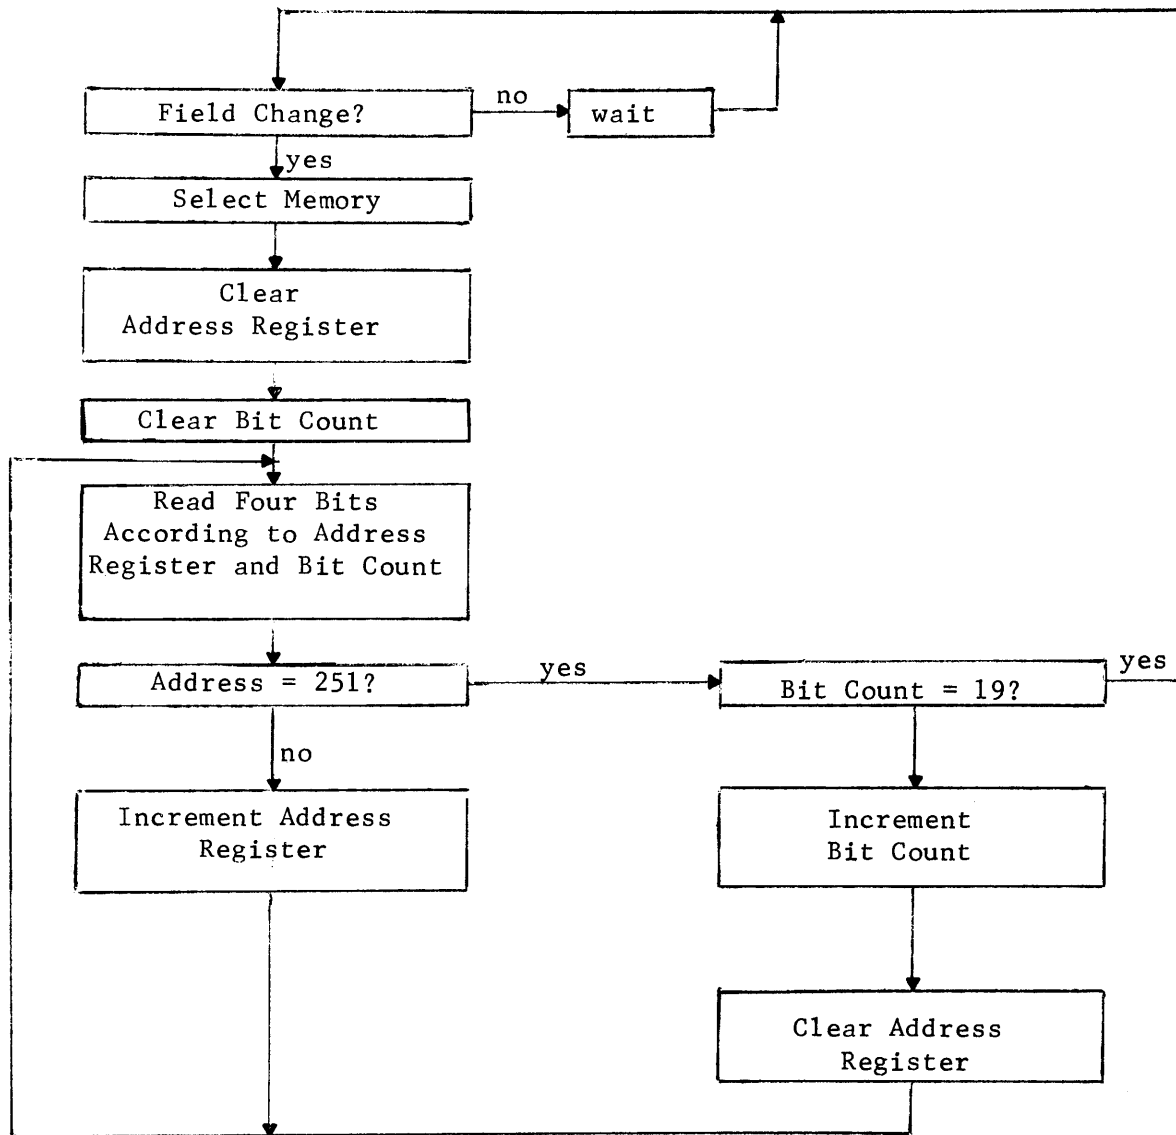 Field Change?
no
wait
yes
Select Memory
Clear
Address Register
Clear Bit Count
Read Four Bits
According to Address
Register and Bit Count
Address = 251?
yes
Bit Count = 19?
yes
no
Increment Address
Register
Increment
Bit Count
Clear Address
Register